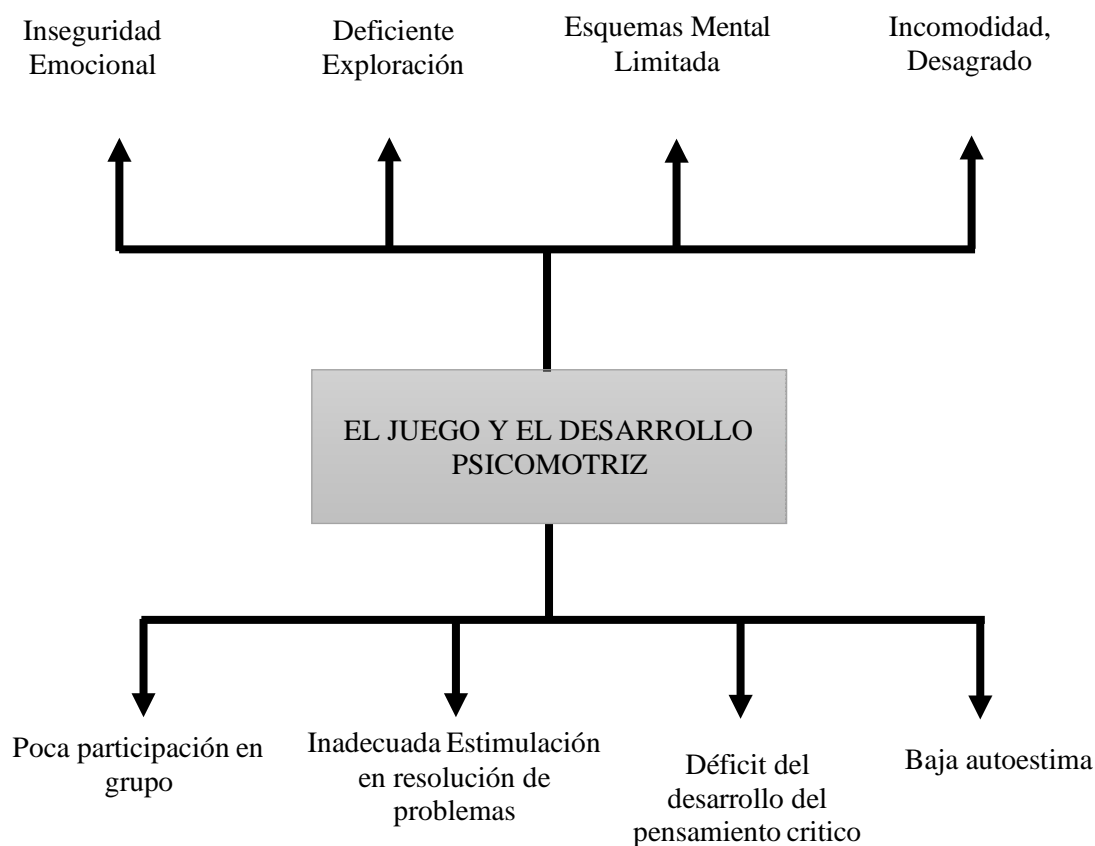 Inseguridad
Emocional
Deficiente
Exploración
Esquemas Mental
Limitada
Incomodidad,
Desagrado
EL JUEGO Y EL DESARROLLO
PSICOMOTRIZ
Poca participación en
grupo
Inadecuada Estimulación
en resolución de
problemas
Déficit del
desarrollo del
pensamiento critico
Baja autoestima